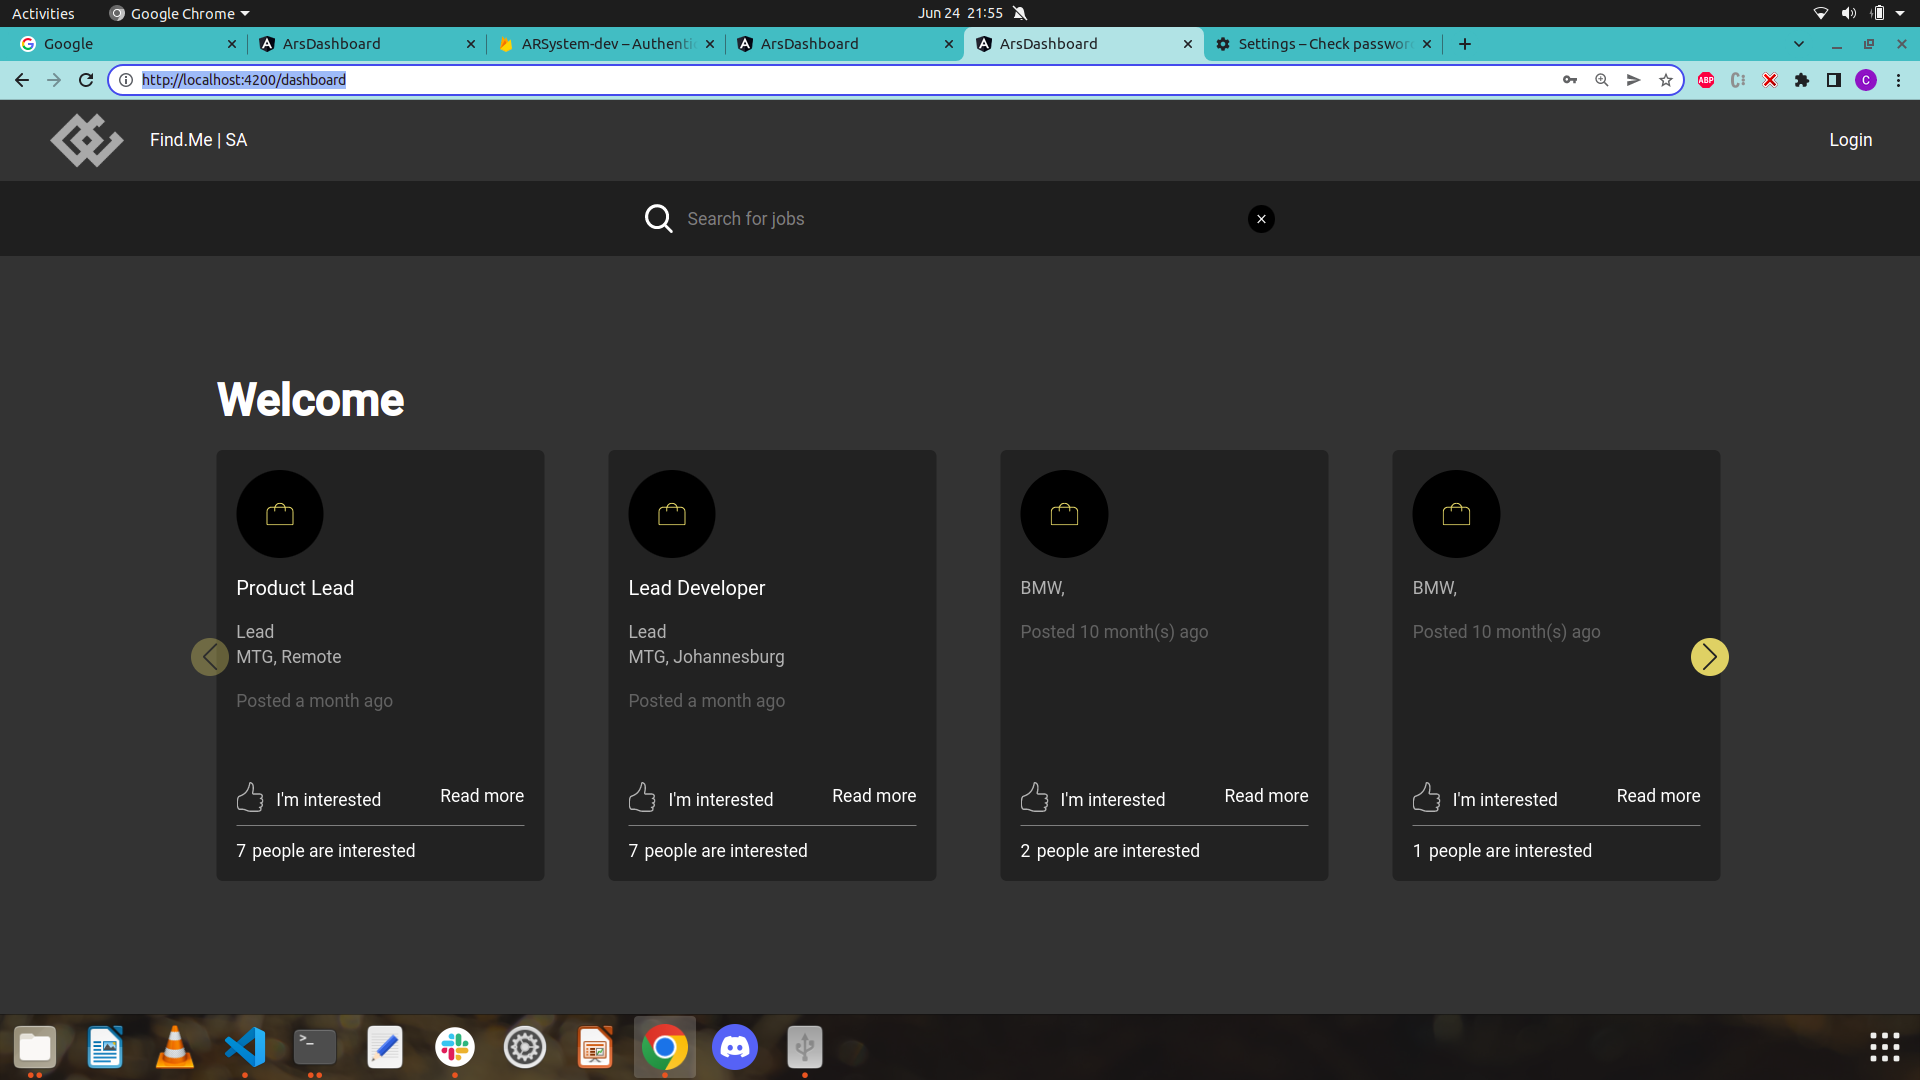 Activities
Google Chrome
Jun 24 21:55
Google
ArsDashboard
ARSystem-dev – Authenti
ArsDashboard
ArsDashboard
Settings – Check password
http://localhost:4200/dashboard
ABP
C
Find.Me | SA
Login
Search for jobs
Welcome
Product Lead
Lead
MTG, Remote
Posted a month ago
I'm interested
Read more
7 people are interested
Lead Developer
Lead
MTG, Johannesburg
Posted a month ago
I'm interested
Read more
7 people are interested
BMW,
Posted 10 month(s) ago
I'm interested
Read more
2 people are interested
BMW,
Posted 10 month(s) ago
I'm interested
Read more
1 people are interested